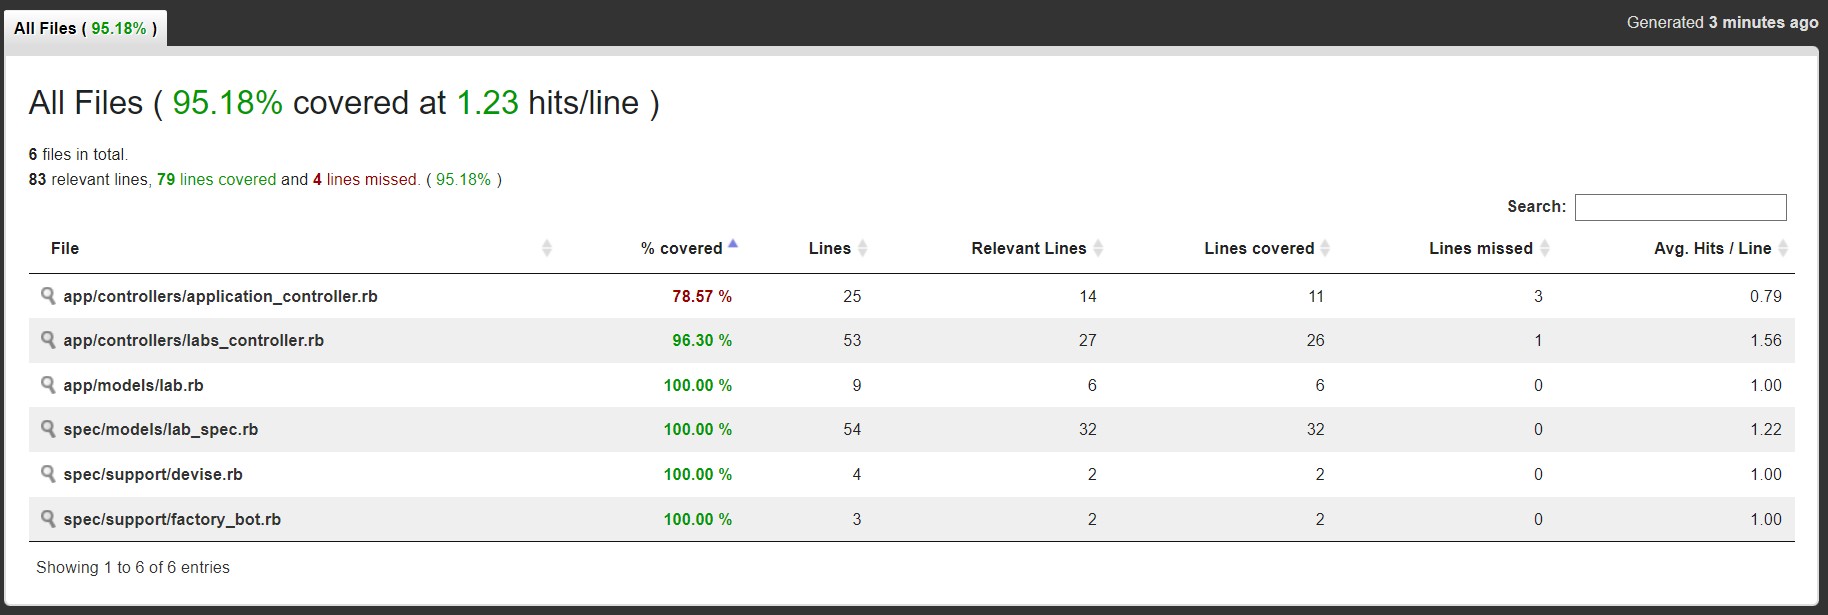 All Files ( 95.18% )
Generated 3 minutes ago
All Files ( 95.18% covered at 1.23 hits/line )
6 files in total.
83 relevant lines, 79 lines covered and 4 lines missed. ( 95.18% )
Search:
File % covered Lines Relevant Lines Lines covered Lines missed Avg. Hits / Line
app/controllers/application_controller.rb 78.57 % 25 14 11 3 0.79
app/controllers/labs_controller.rb 96.30 % 53 27 26 1 1.56
app/models/lab.rb 100.00 % 9 6 6 0 1.00
spec/models/lab_spec.rb 100.00 % 54 32 32 0 1.22
spec/support/devise.rb 100.00 % 4 2 2 0 1.00
spec/support/factory_bot.rb 100.00 % 3 2 2 0 1.00
Showing 1 to 6 of 6 entries